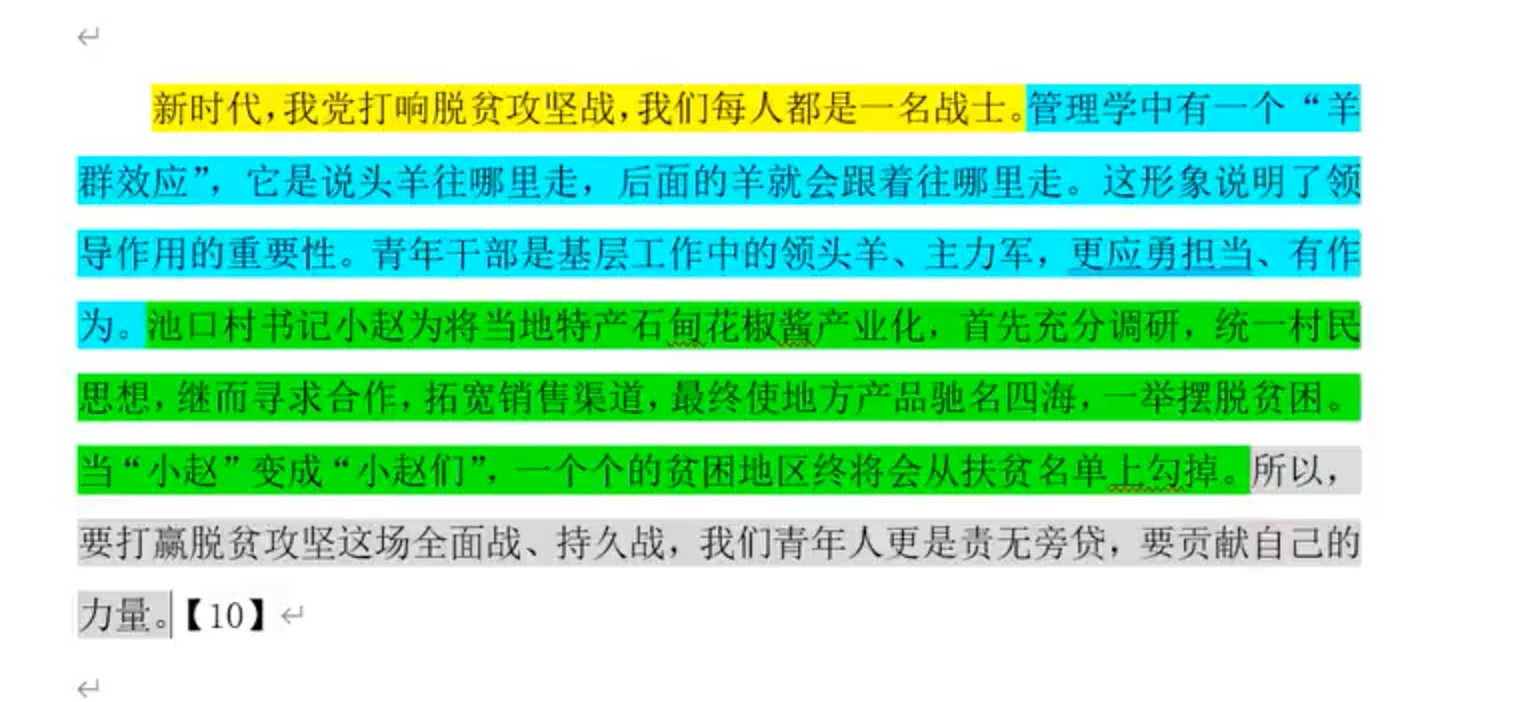 新时代，我党打响脱贫攻坚战，我们每人都是一名战士。管理学中有一个“羊
群效应”，它是说头羊往哪里走，后面的羊就会跟着往哪里走。这形象说明了领
导作用的重要性。青年干部是基层工作中的领头羊、主力军，更应勇担当、有作
为。池口村书记小赵为将当地特产石甸花椒酱产业化，首先充分调研，统一村民
思想，继而寻求合作，拓宽销售渠道，最终使地方产品驰名四海，一举摆脱贫困。
当“小赵”变成“小赵们”，一个个的贫困地区终将会从扶贫名单上勾掉。所以，
要打赢脱贫攻坚这场全面战、持久战，我们青年人更是责无旁贷，要贡献自己的
力量。【10】